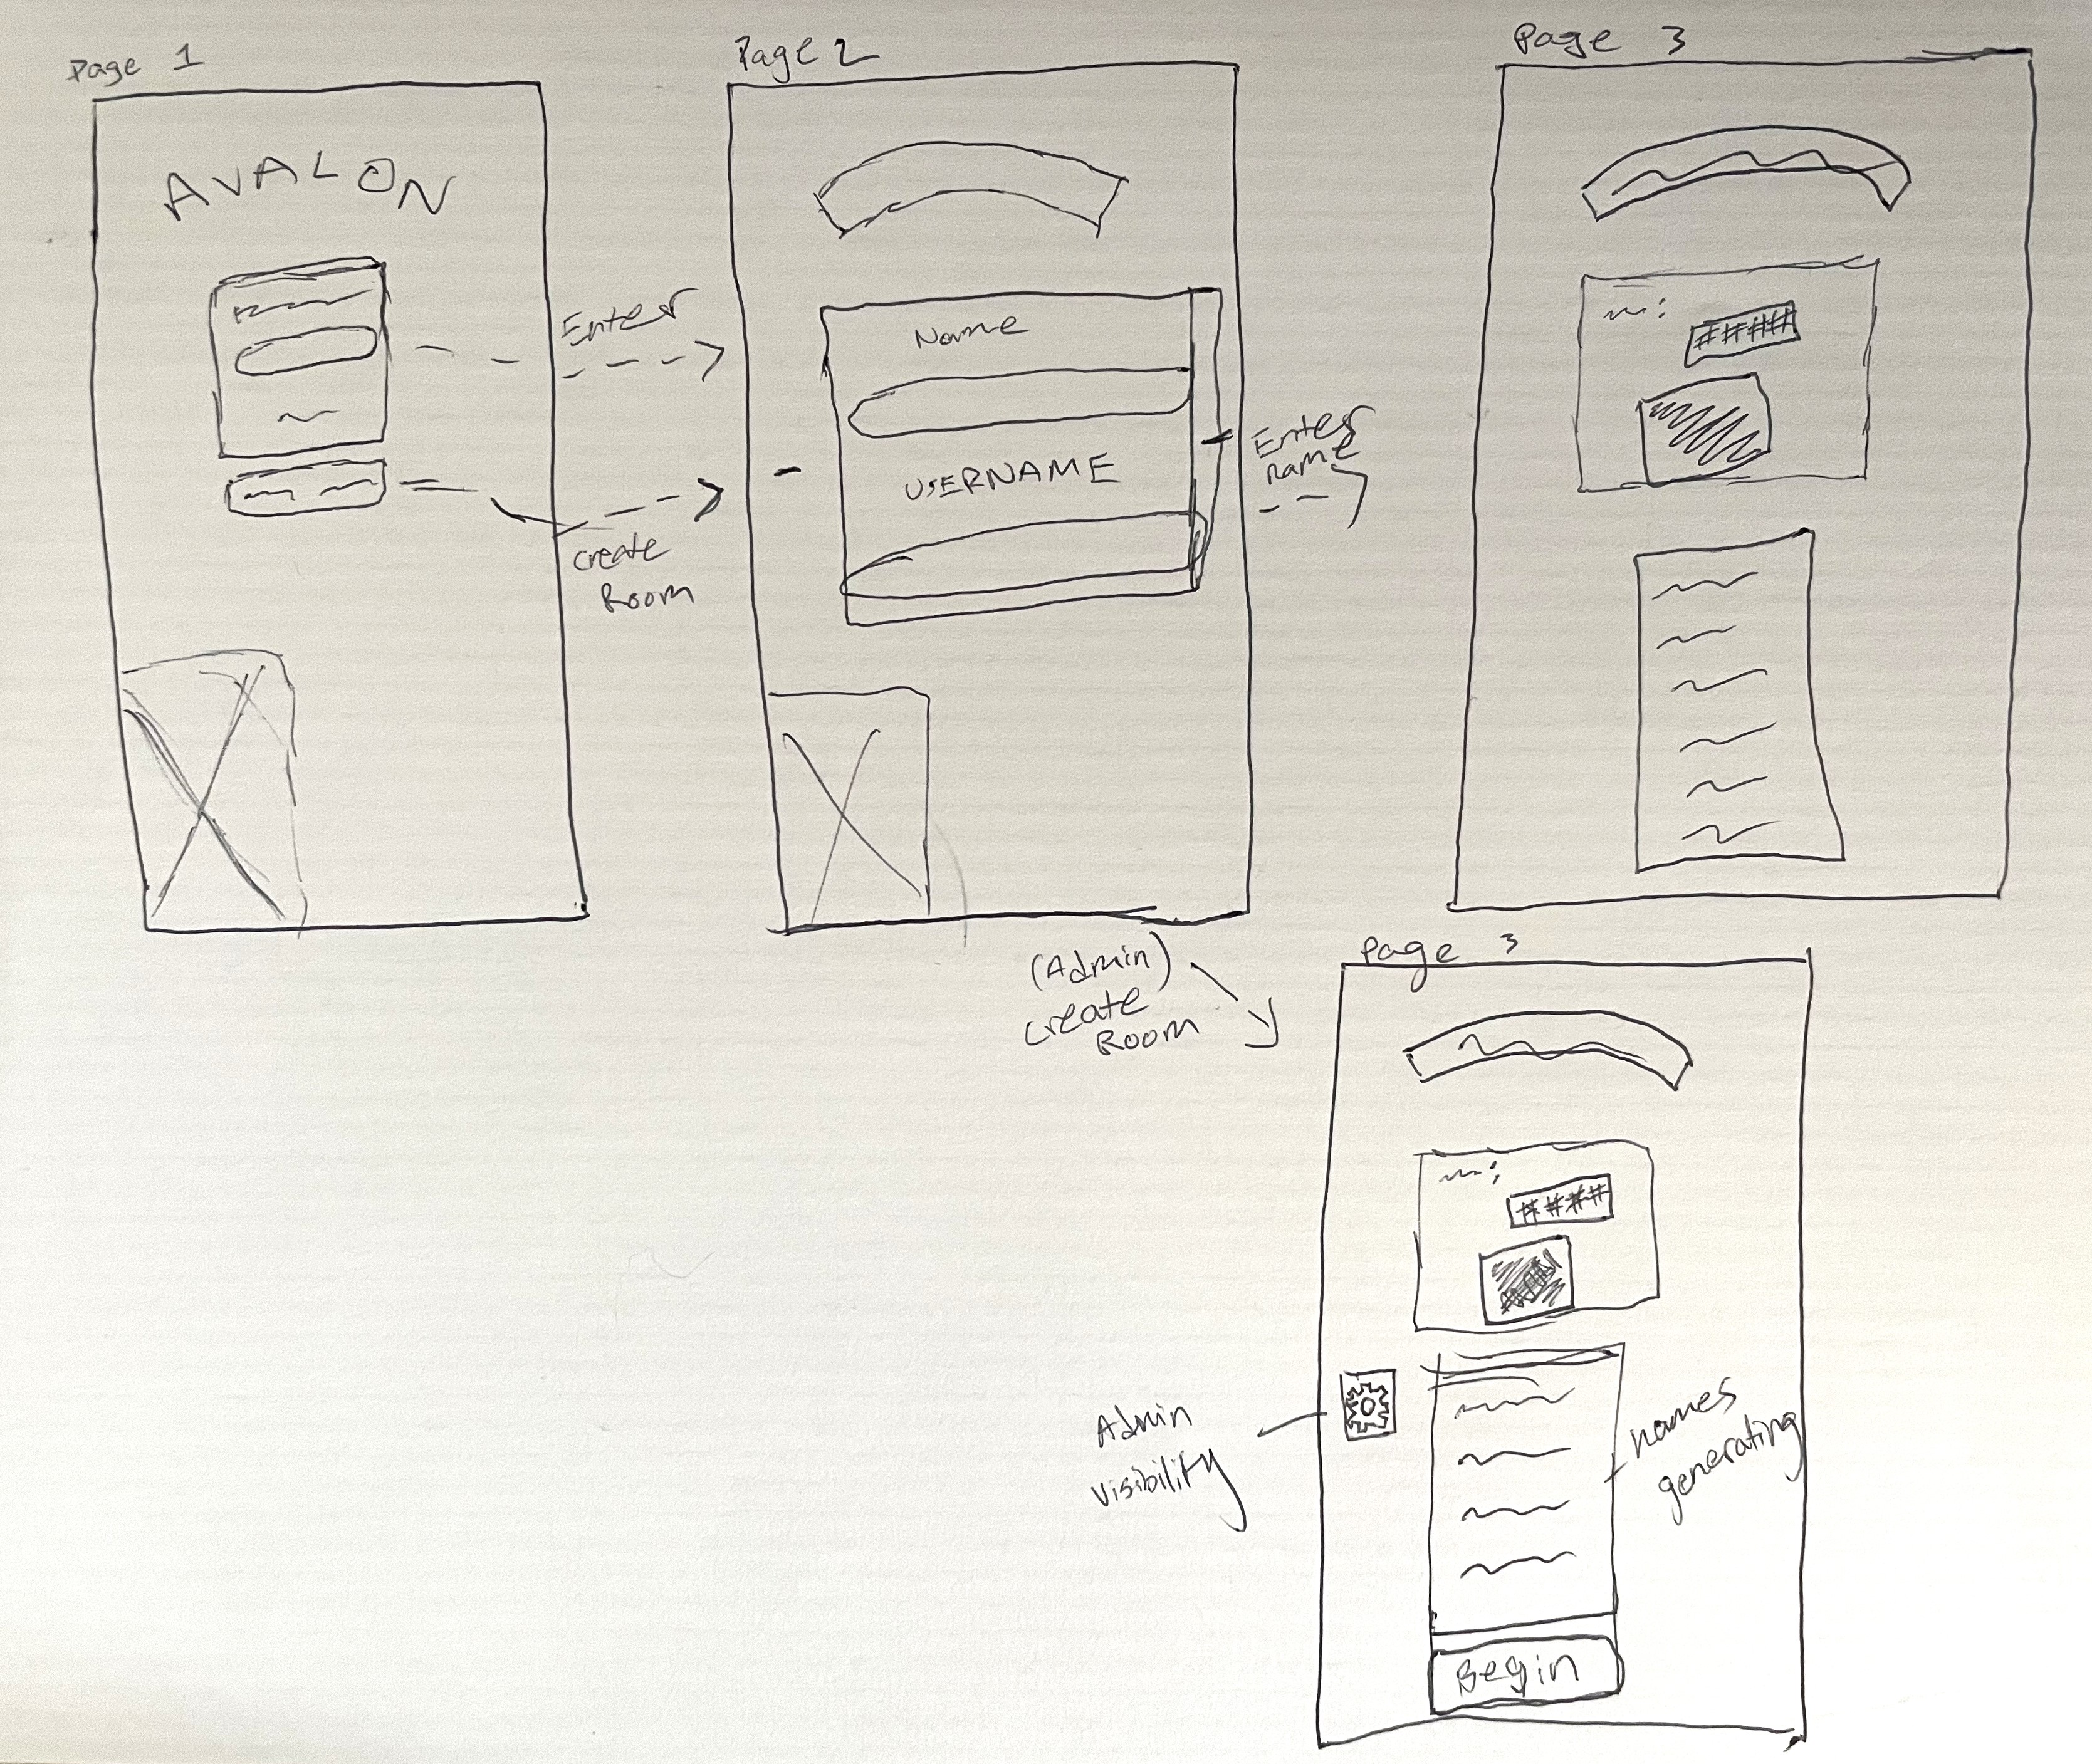 Page 1
AVALON
Enter
create
Room
Page 2
Name
USERNAME
Enter
name
Page 3
:
####
(Admin)
create
Room
Page 3
:
####
Admin
visibility
names
generating
Begin